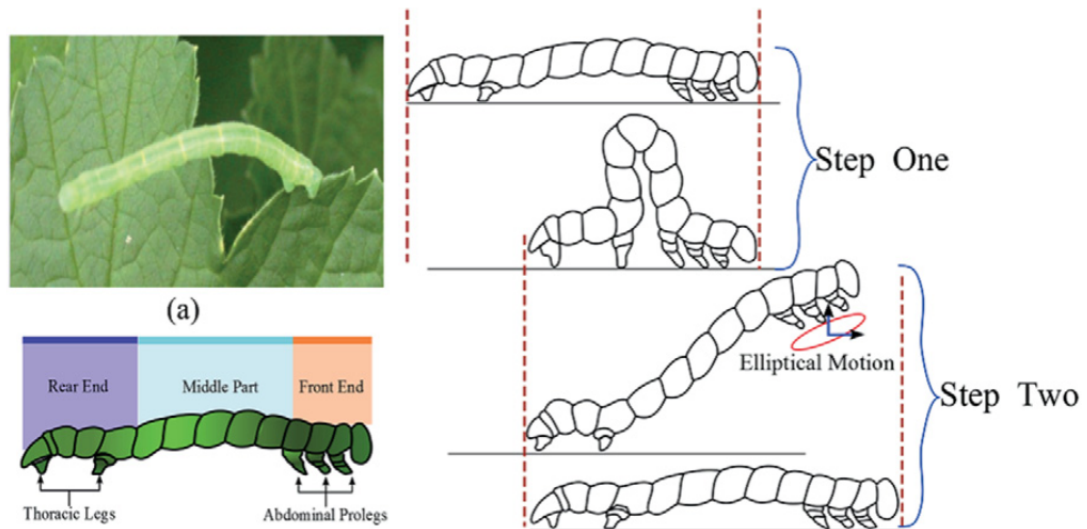 (a)
Rear End
Middle Part
Front End
Thoracic Legs
Abdominal Prolegs
Step One
Elliptical Motion
Step Two